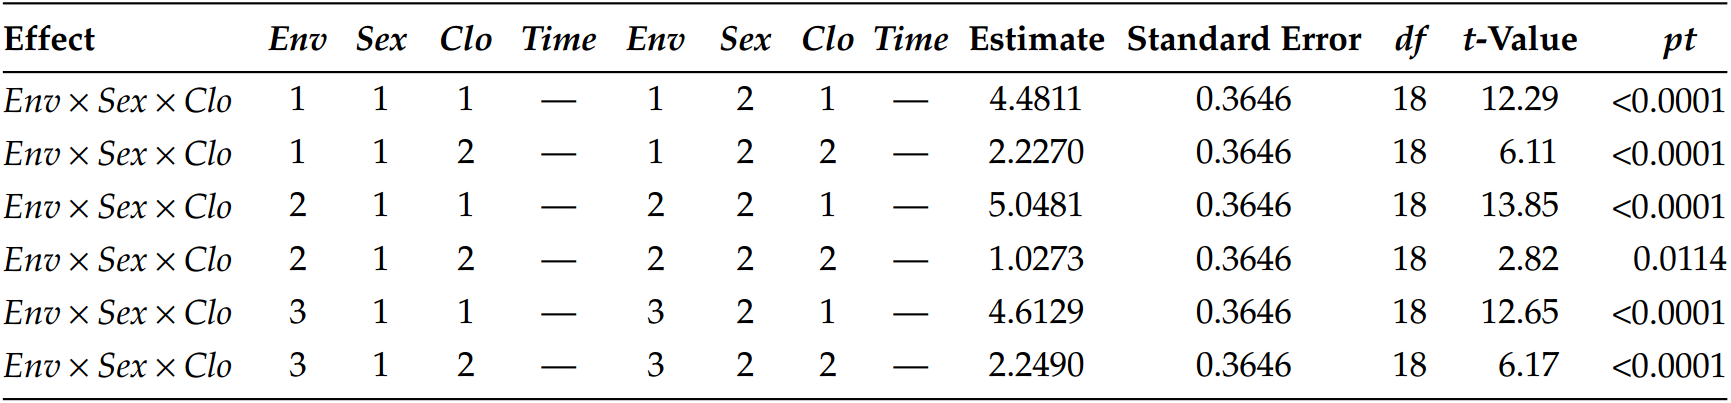 Effect Env Sex Clo Time Env Sex Clo Time Estimate Standard Error df t-Value pt
Env × Sex × Clo 1 1 1 — 1 2 1 — 4.4811 0.3646 18 12.29 <0.0001
Env × Sex × Clo 1 1 2 — 1 2 2 — 2.2270 0.3646 18 6.11 <0.0001
Env × Sex × Clo 2 1 1 — 2 2 1 — 5.0481 0.3646 18 13.85 <0.0001
Env × Sex × Clo 2 1 2 — 2 2 2 — 1.0273 0.3646 18 2.82 0.0114
Env × Sex × Clo 3 1 1 — 3 2 1 — 4.6129 0.3646 18 12.65 <0.0001
Env × Sex × Clo 3 1 2 — 3 2 2 — 2.2490 0.3646 18 6.17 <0.0001